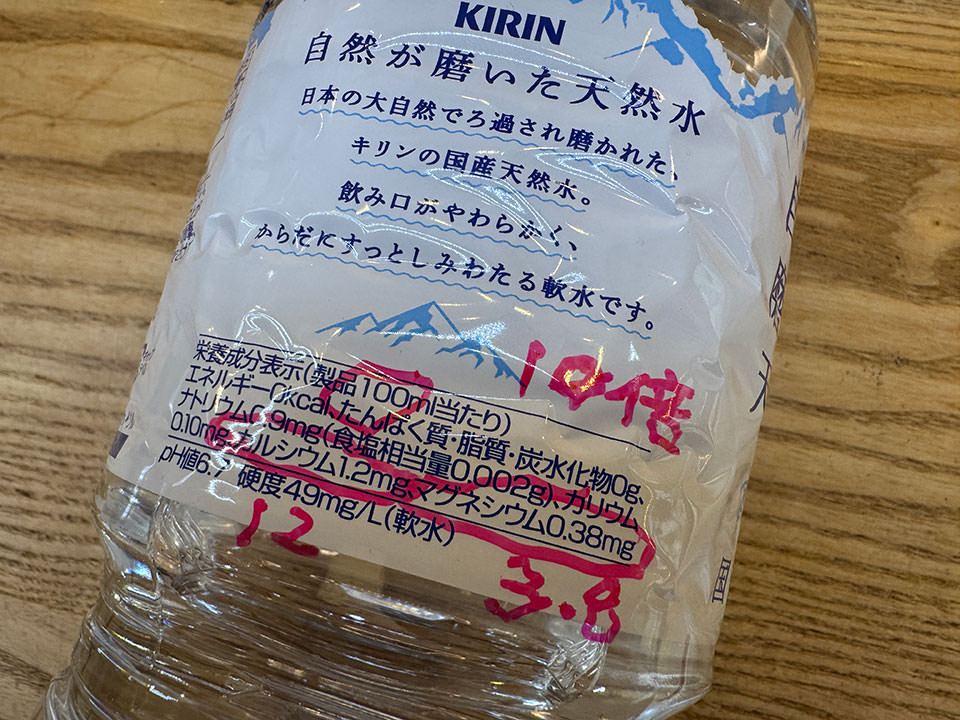 KIRIN
自然が磨いた天然水
日本の大自然でろ過され磨かれた、
キリンの国産天然水。
飲み口がやわらかく、
からだにすっとしみわたる軟水です。
10倍
栄養成分表示(製品100ml当たり)
エネルギー0kcal、たんぱく質・脂質・炭水化物0g、
ナトリウム0.9mg(食塩相当量0.002g)、カリウム
0.10mg、カルシウム1.2mg、マグネシウム0.38mg
pH値6.7 硬度49mg/L(軟水)
12
3.8